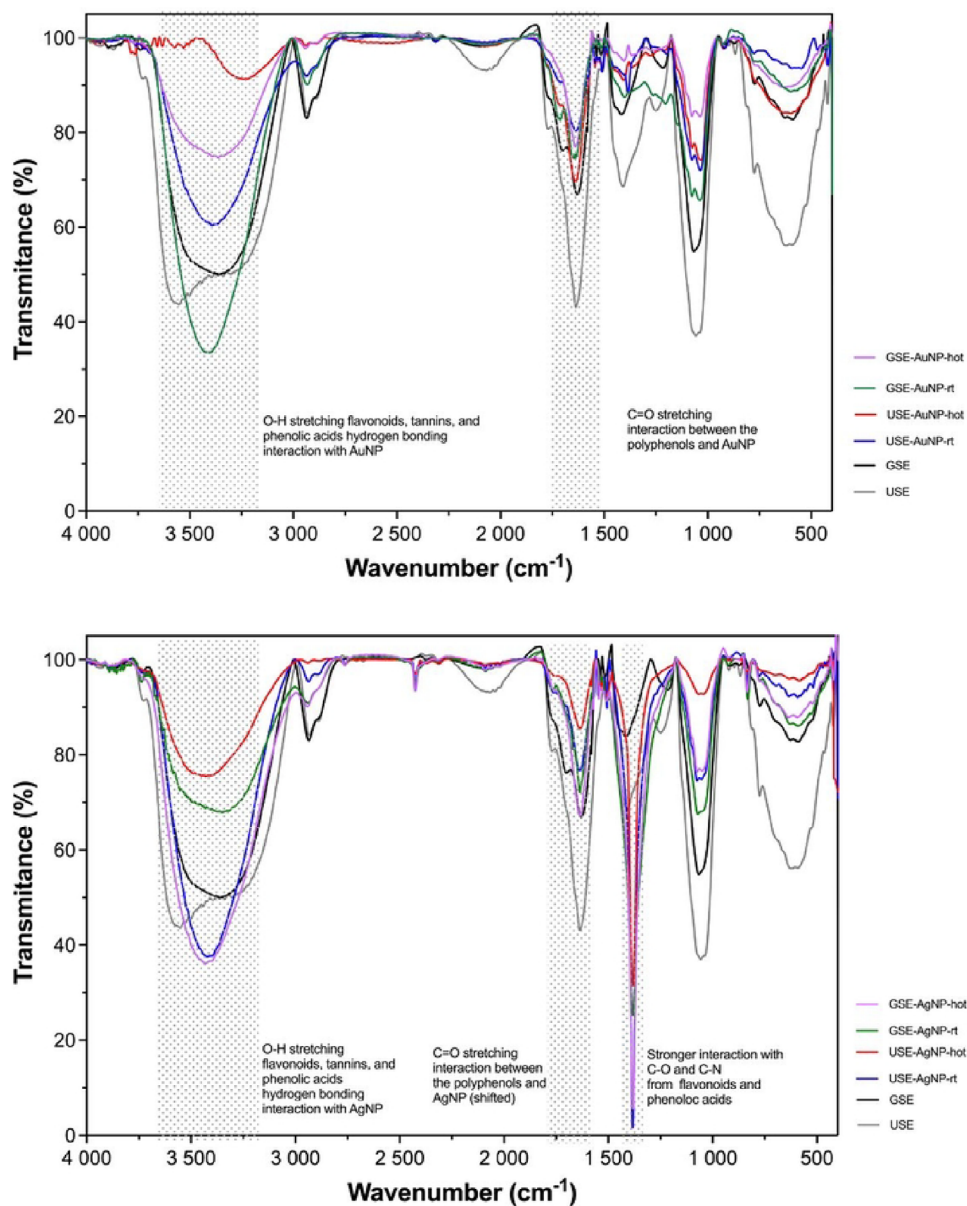 Transmitance (%)
100
80
60
40
20
0
O-H stretching flavonoids, tannins, and
phenolic acids hydrogen bonding
interaction with AuNP
C=O stretching
interaction between the
polyphenols and AuNP
GSE-AuNP-hot
GSE-AuNP-rt
USE-AuNP-hot
USE-AuNP-rt
GSE
USE
4 000 3 500 3 000 2 500 2 000 1 500 1 000 500
Wavenumber (cm-1)
Transmitance (%)
100
80
60
40
20
0
O-H stretching
flavonoids, tannins, and
phenolic acids
hydrogen bonding
interaction with AgNP
C=O stretching
interaction between
the polyphenols and
AgNP (shifted)
Stronger interaction with
C-O and C-N
from flavonoids and
pheloloc acids
GSE-AgNP-hot
GSE-AgNP-rt
USE-AgNP-hot
USE-AgNP-rt
GSE
USE
4 000 3 500 3 000 2 500 2 000 1 500 1 000 500
Wavenumber (cm-1)